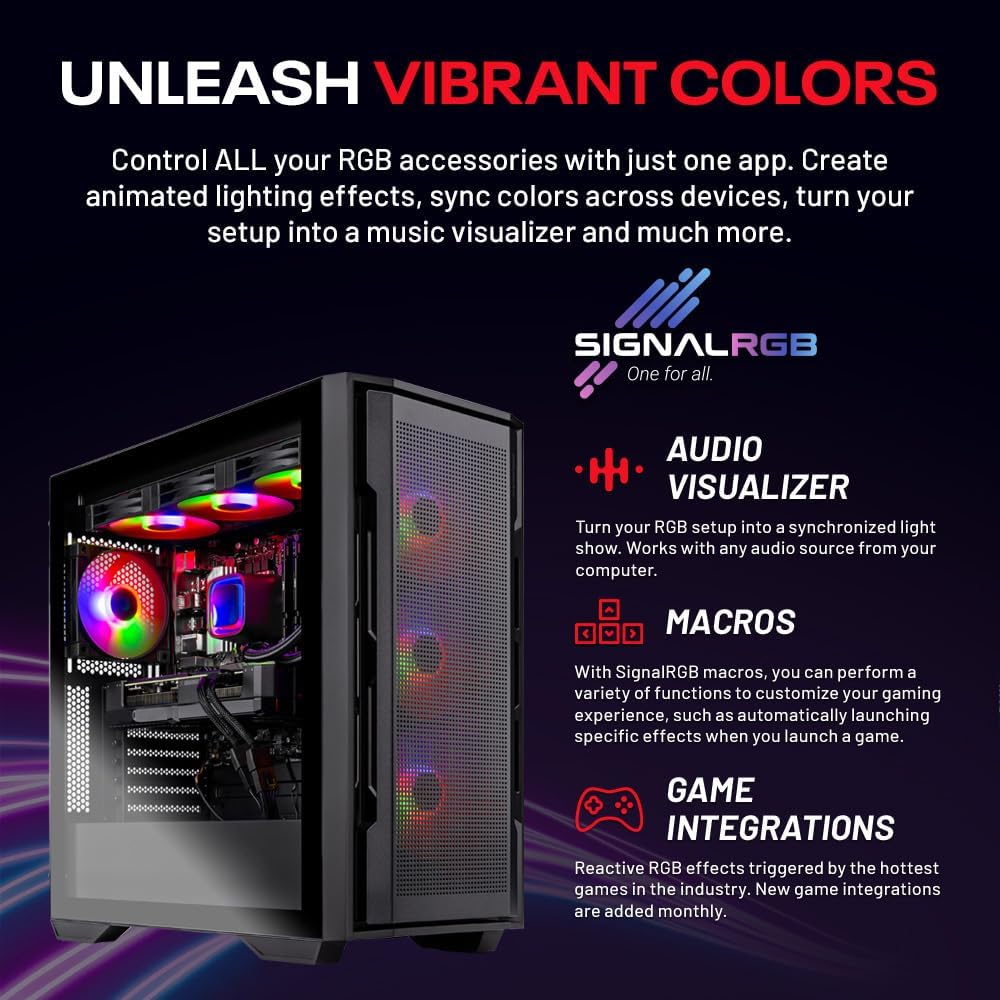 UNLEASH VIBRANT COLORS
Control ALL your RGB accessories with just one app. Create
animated lighting effects, sync colors across devices, turn your
setup into a music visualizer and much more.
SIGNALRGB
One for all.
AUDIO
VISUALIZER
Turn your RGB setup into a synchronized light
show. Works with any audio source from your
computer.
MACROS
With SignalRGB macros, you can perform a
variety of functions to customize your gaming
experience, such as automatically launching
specific effects when you launch a game.
GAME
INTEGRATIONS
Reactive RGB effects triggered by the hottest
games in the industry. New game integrations
are added monthly.